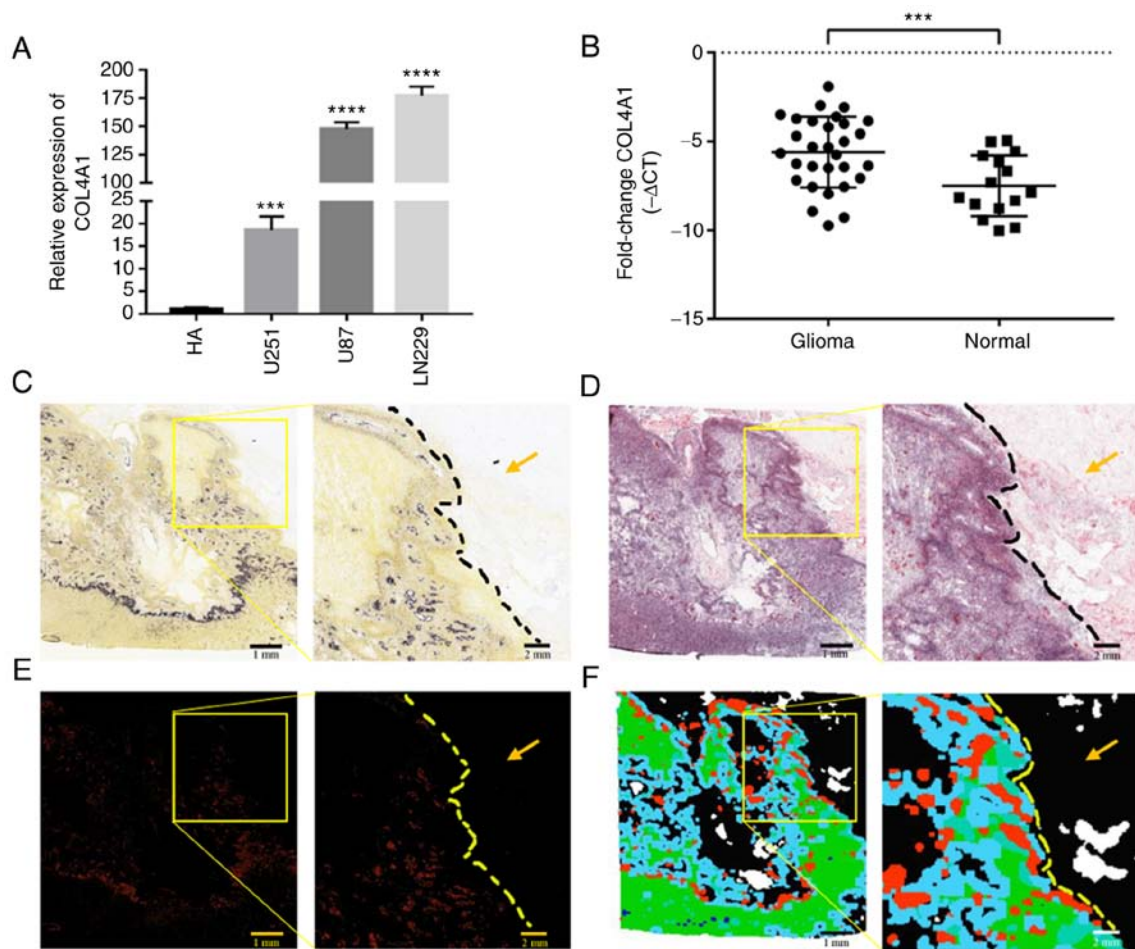 A
Relative expression of
COL4A1
200
175
150
125
100
25
20
15
10
5
0
***
****
****
HA
U251
U87
LN229
B
***
Fold-change COL4A1
(−ΔCT)
0
−5
−10
−15
Glioma
Normal
C
1 mm
2 mm
D
1 mm
2 mm
E
1 mm
2 mm
F
1 mm
2 mm